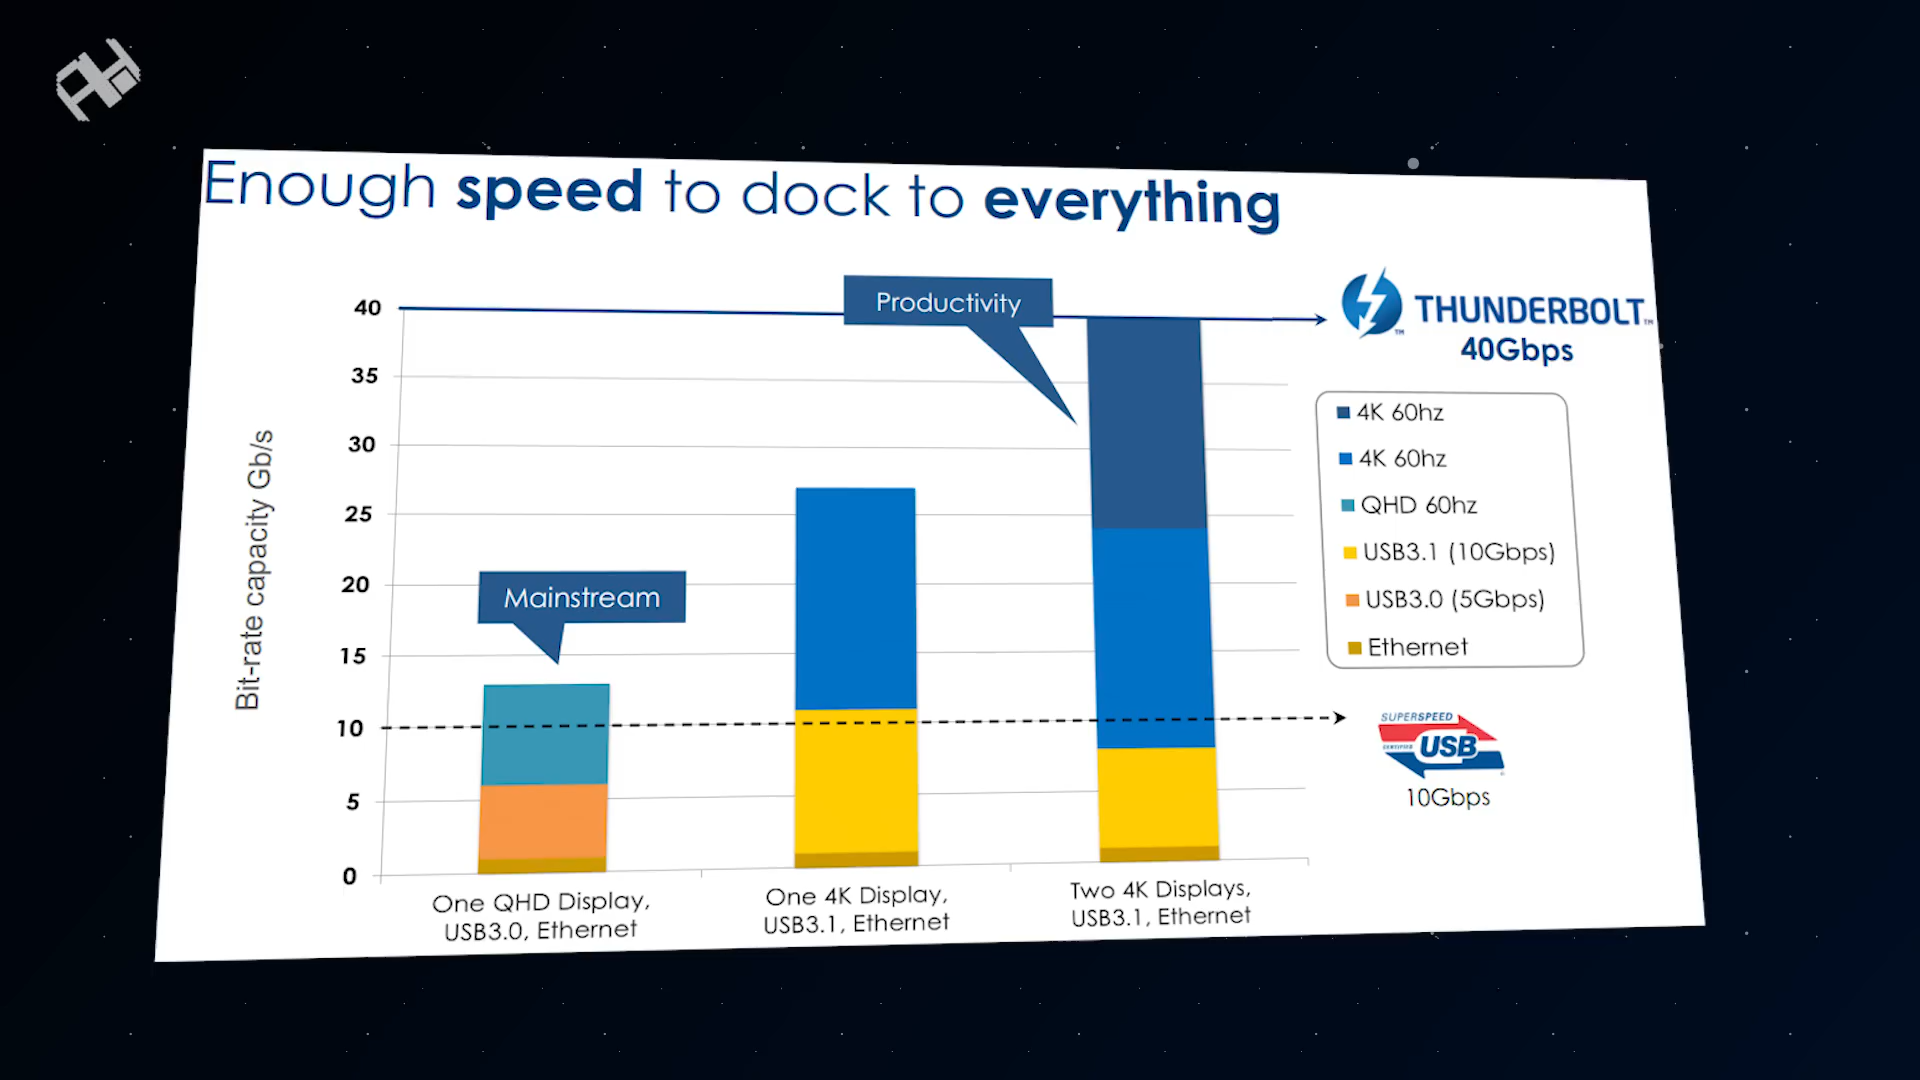 Enough speed to dock to everything
Productivity
THUNDERBOLT™
40Gbps
Mainstream
Bit-rate capacity Gb/s
40
35
30
25
20
15
10
5
0
4K 60hz
4K 60hz
QHD 60hz
USB3.1 (10Gbps)
USB3.0 (5Gbps)
Ethernet
SUPERSPEED
CERTIFIED USB
10Gbps
One QHD Display,
USB3.0, Ethernet
One 4K Display,
USB3.1, Ethernet
Two 4K Displays,
USB3.1, Ethernet